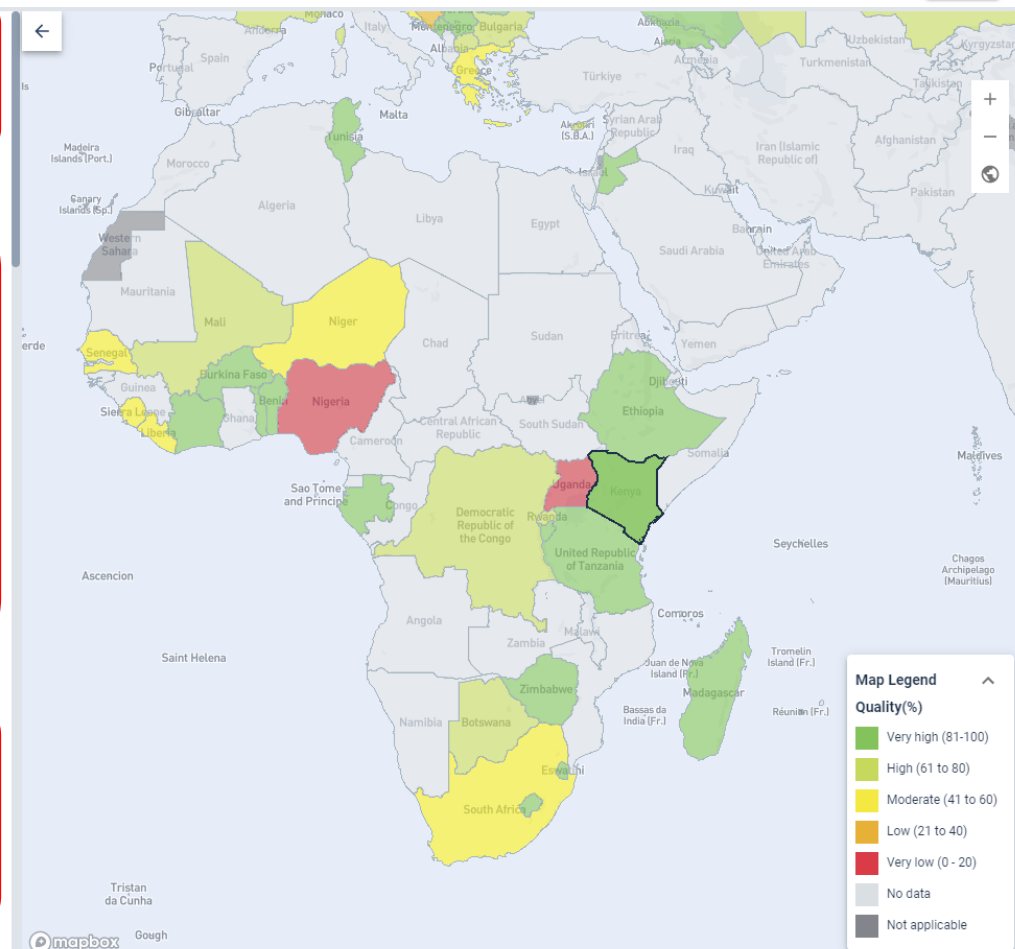 Monaco
Andorra
Italy
Montenegro
Bulgaria
Abkhazia
Uzbekistan
Kyrgyzstan
Spain
Portugal
Albania
Greece
Türkiye
Ajaria
Armenia
Turkmenistan
Tajikistan
Gibraltar
Malta
Akrotiri
(S.B.A.)
Syrian Arab
Republic
Afghanistan
Madeira
Islands (Port.)
Morocco
Tunisia
Israel
Iraq
Iran (Islamic
Republic of)
Pakistan
Kuwait
Canary
Islands (Sp.)
Algeria
Libya
Egypt
Bahrain
Western
Sahara
Saudi Arabia
United Arab
Emirates
Mauritania
Mali
Niger
Chad
Sudan
Eritrea
Yemen
erde
Senegal
Guinea
Burkina Faso
Benin
Nigeria
Djibouti
Sierra Leone
Liberia
Ghana
Cameroon
Central African
Republic
South Sudan
Ethiopia
Somalia
Maldives
Sao Tome
and Principe
Congo
Democratic
Republic of
the Congo
Uganda
Kenya
Rwanda
United Republic
of Tanzania
Seychelles
Chagos
Archipelago
(Mauritius)
Ascencion
Angola
Zambia
Malawi
Comoros
Saint Helena
Juan de Nova
Island (Fr.)
Tromelin
Island (Fr.)
Madagascar
Zimbabwe
Namibia
Botswana
Bassas da
India (Fr.)
Réunion (Fr.)
Eswatini
South Africa
Tristan
da Cunha
Gough
mapbox
Map Legend
Quality(%)
Very high (81-100)
High (61 to 80)
Moderate (41 to 60)
Low (21 to 40)
Very low (0 - 20)
No data
Not applicable